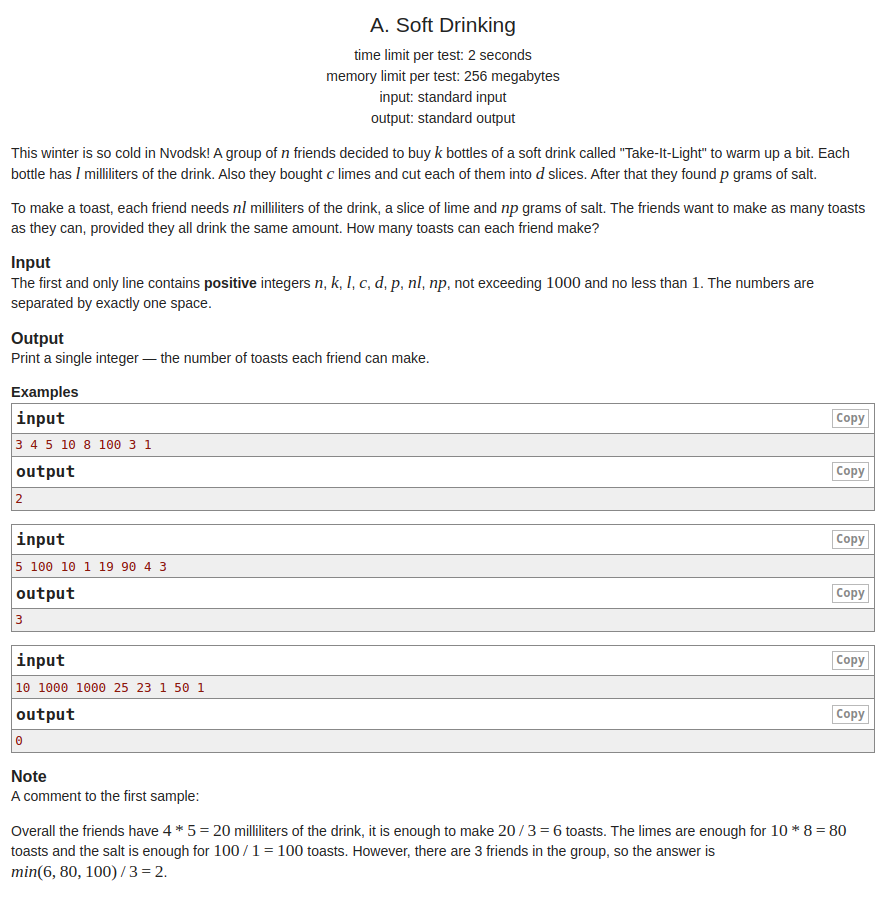 A. Soft Drinking
time limit per test: 2 seconds
memory limit per test: 256 megabytes
input: standard input
output: standard output
This winter is so cold in Nvodsk! A group of n friends decided to buy k bottles of a soft drink called "Take-It-Light" to warm up a bit. Each
bottle has l milliliters of the drink. Also they bought c limes and cut each of them into d slices. After that they found p grams of salt.
To make a toast, each friend needs nl milliliters of the drink, a slice of lime and np grams of salt. The friends want to make as many toasts
as they can, provided they all drink the same amount. How many toasts can each friend make?
Input
The first and only line contains positive integers n, k, l, c, d, p, nl, np, not exceeding 1000 and no less than 1. The numbers are
separated by exactly one space.
Output
Print a single integer — the number of toasts each friend can make.
Examples
input Copy
3 4 5 10 8 100 3 1
output Copy
2
input Copy
5 100 10 1 19 90 4 3
output Copy
3
input Copy
10 1000 1000 25 23 1 50 1
output Copy
0
Note
A comment to the first sample:
Overall the friends have 4 * 5 = 20 milliliters of the drink, it is enough to make 20 / 3 = 6 toasts. The limes are enough for 10 * 8 = 80
toasts and the salt is enough for 100 / 1 = 100 toasts. However, there are 3 friends in the group, so the answer is
min(6, 80, 100) / 3 = 2.